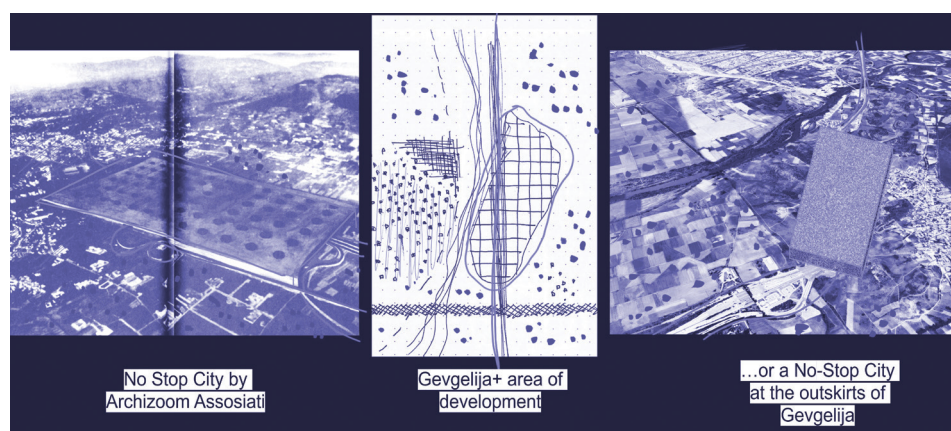 No Stop City by
Archizoom Assosiati
Gevgelija+ area of
development
...or a No-Stop City
at the outskirts of
Gevgelija